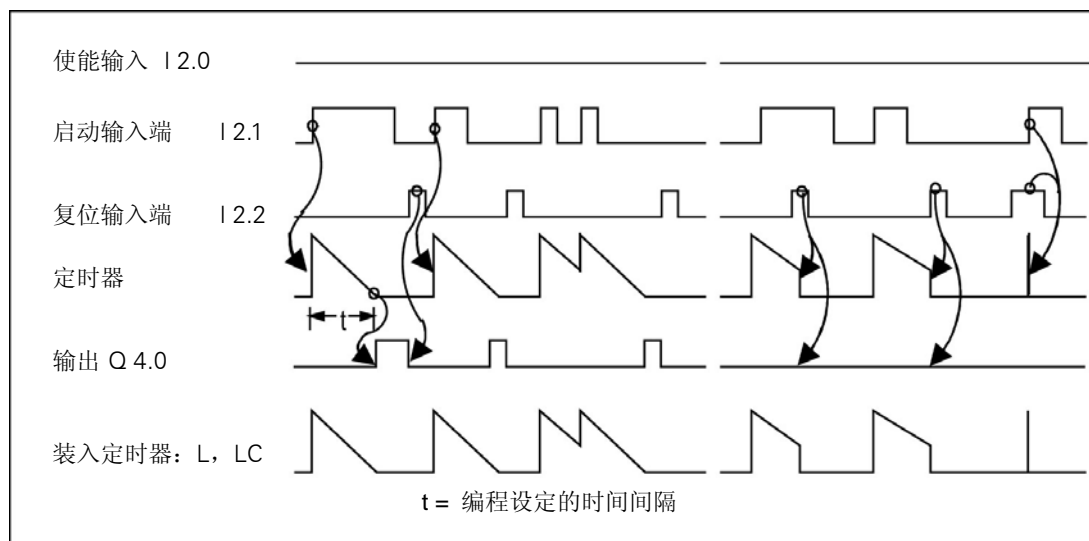 使能输入 I 2.0
启动输入端 I 2.1
复位输入端 I 2.2
定时器
t
输出 Q 4.0
装入定时器：L，LC
t = 编程设定的时间间隔